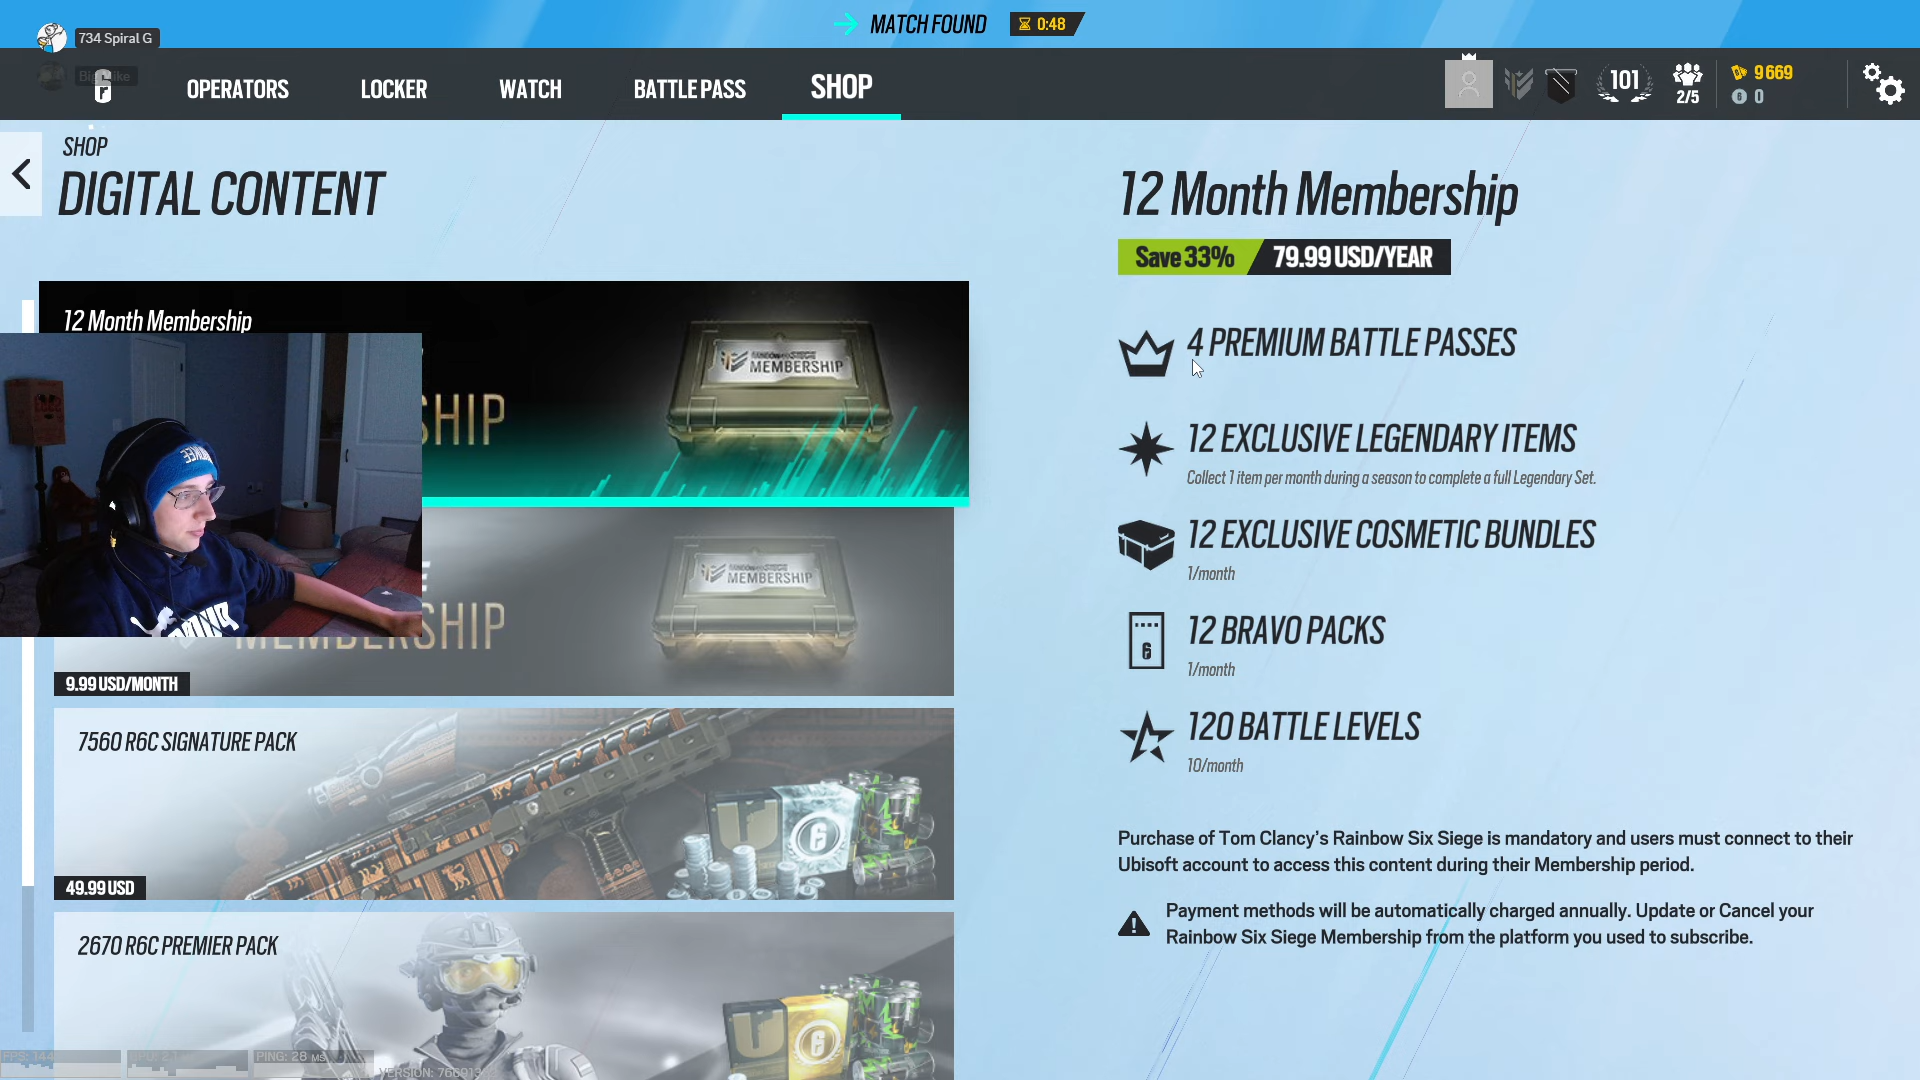 734 Spiral G
MATCH FOUND
0:48
OPERATORS
LOCKER
WATCH
BATTLE PASS
SHOP
101
2/5
9 669
0
SHOP
DIGITAL CONTENT
12 Month Membership
MEMBERSHIP
SHIP
MEMBERSHIP
MEMBERSHIP
9.99 USD/MONTH
7560 R6C SIGNATURE PACK
49.99 USD
2670 R6C PREMIER PACK
FPS: 144
PING: 28 MS
12 Month Membership
Save 33%
79.99 USD/YEAR
4 PREMIUM BATTLE PASSES
12 EXCLUSIVE LEGENDARY ITEMS
Collect 1 item per month during a season to complete a full Legendary Set.
12 EXCLUSIVE COSMETIC BUNDLES
1/month
12 BRAVO PACKS
1/month
120 BATTLE LEVELS
10/month
Purchase of Tom Clancy's Rainbow Six Siege is mandatory and users must connect to their
Ubisoft account to access this content during their Membership period.
Payment methods will be automatically charged annually. Update or Cancel your
Rainbow Six Siege Membership from the platform you used to subscribe.